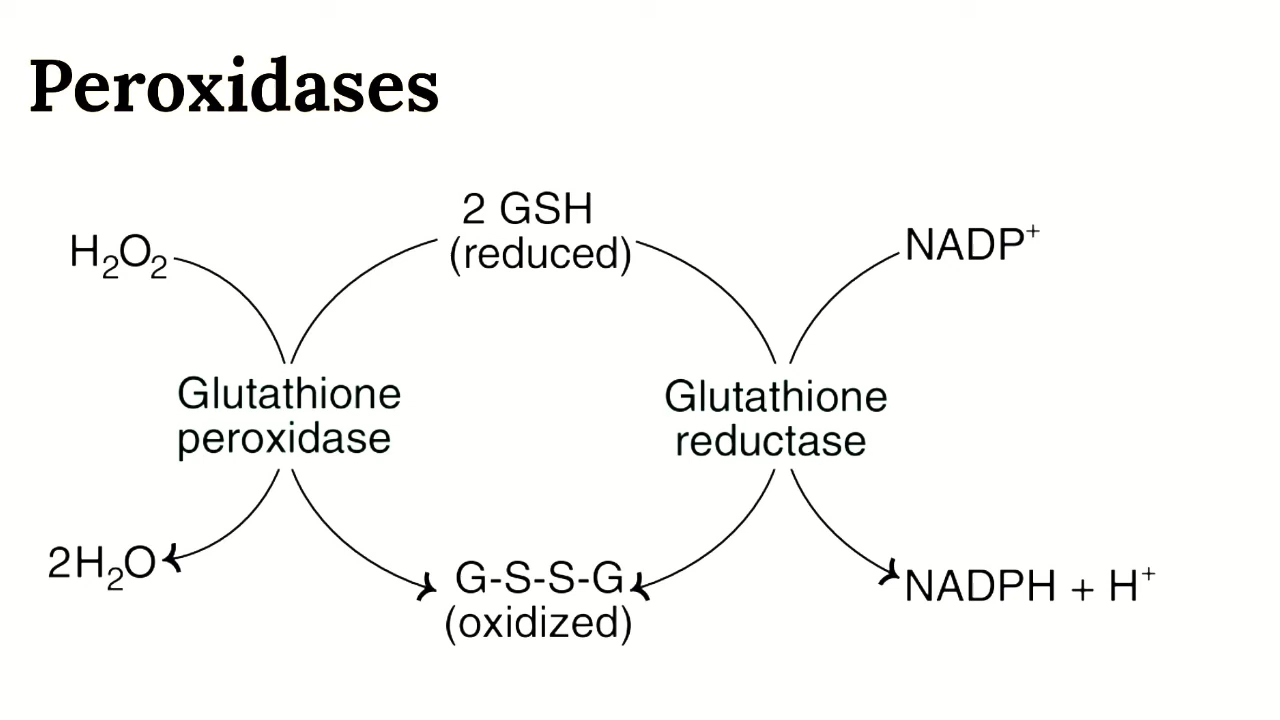 Peroxidases
2 GSH
(reduced)
H₂O₂
NADP⁺
Glutathione
peroxidase
Glutathione
reductase
2H₂O
G-S-S-G
(oxidized)
NADPH + H⁺